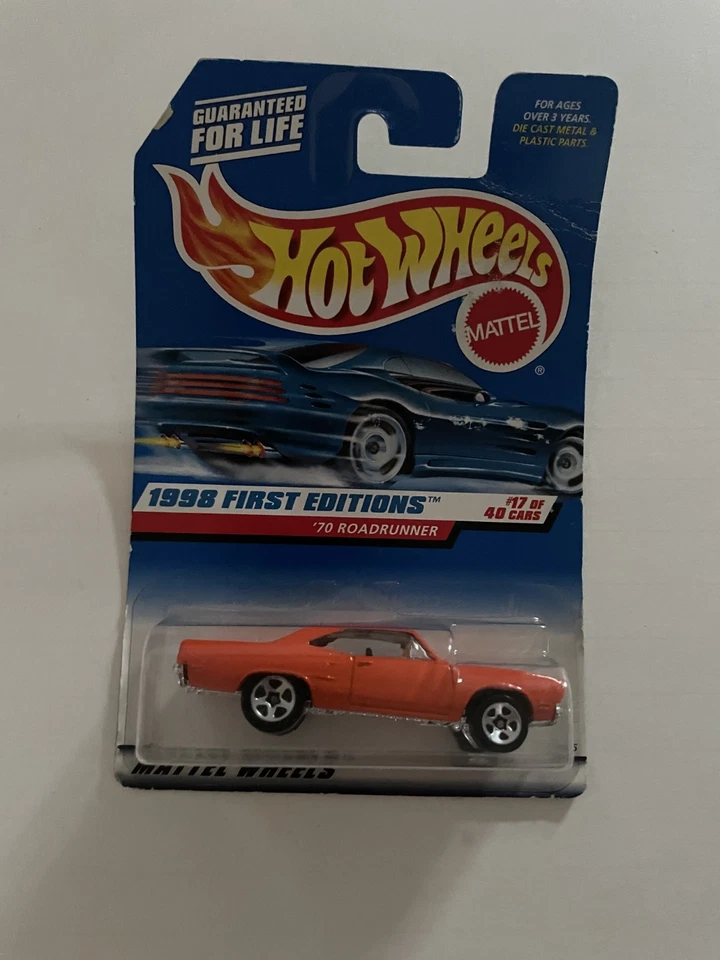 GUARANTEED
FOR LIFE
FOR AGES
OVER 3 YEARS.
DIE CAST METAL &
PLASTIC PARTS.
HOT WHEELS
MATTEL
®
1998 FIRST EDITIONS™
#17 OF
40 CARS
'70 ROADRUNNER
MATTEL WHEELS